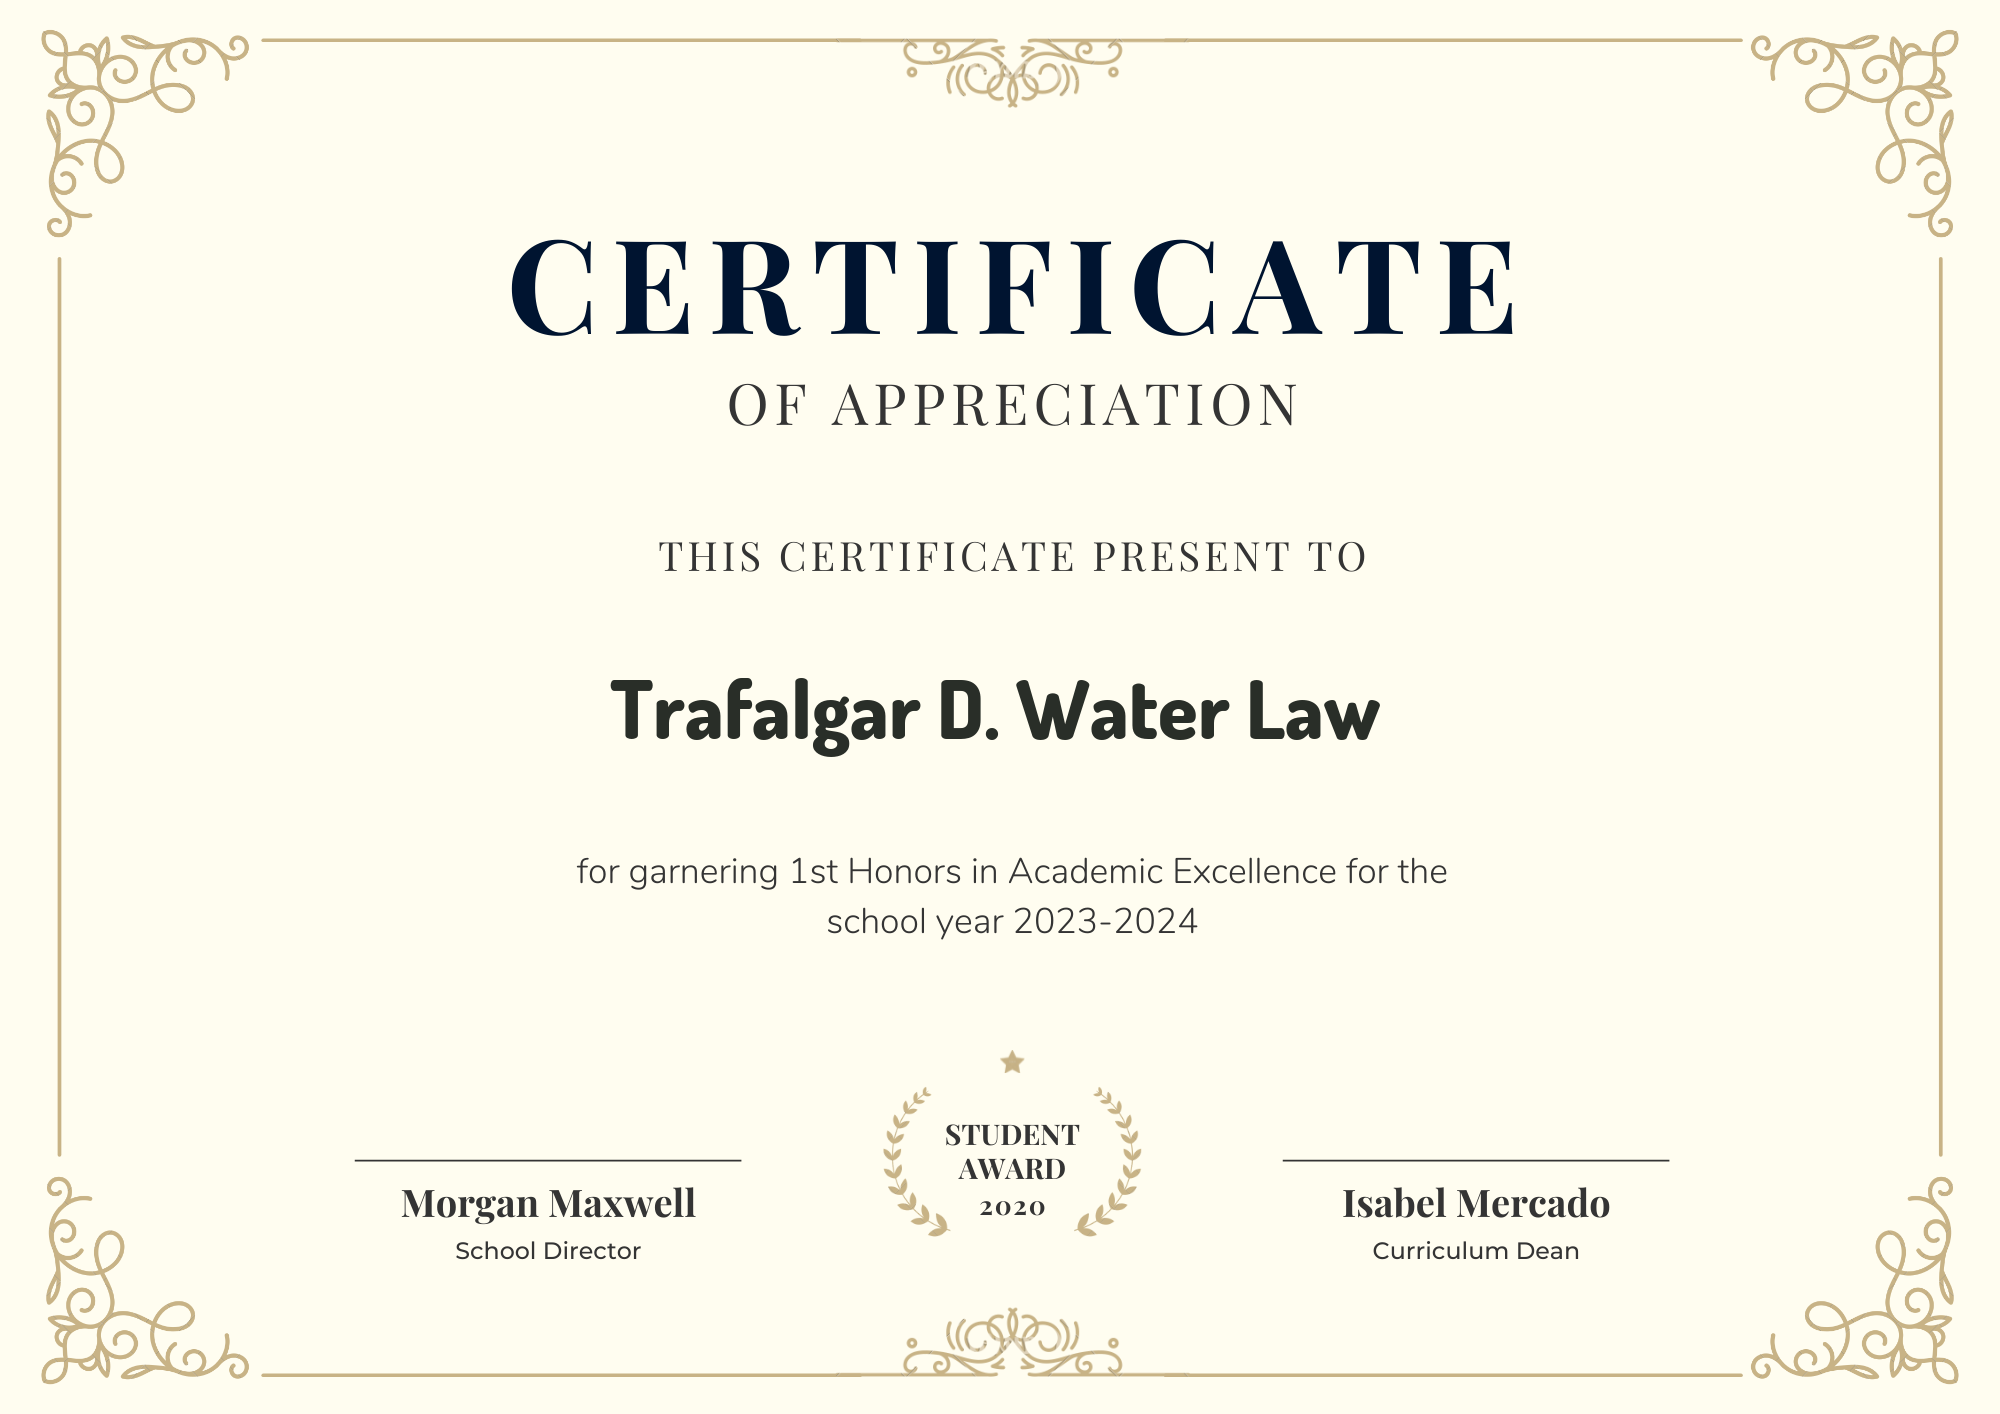 CERTIFICATE
OF APPRECIATION
THIS CERTIFICATE PRESENT TO
Trafalgar D. Water Law
for garnering 1st Honors in Academic Excellence for the
school year 2023-2024
STUDENT
AWARD
2020
Morgan Maxwell
School Director
Isabel Mercado
Curriculum Dean